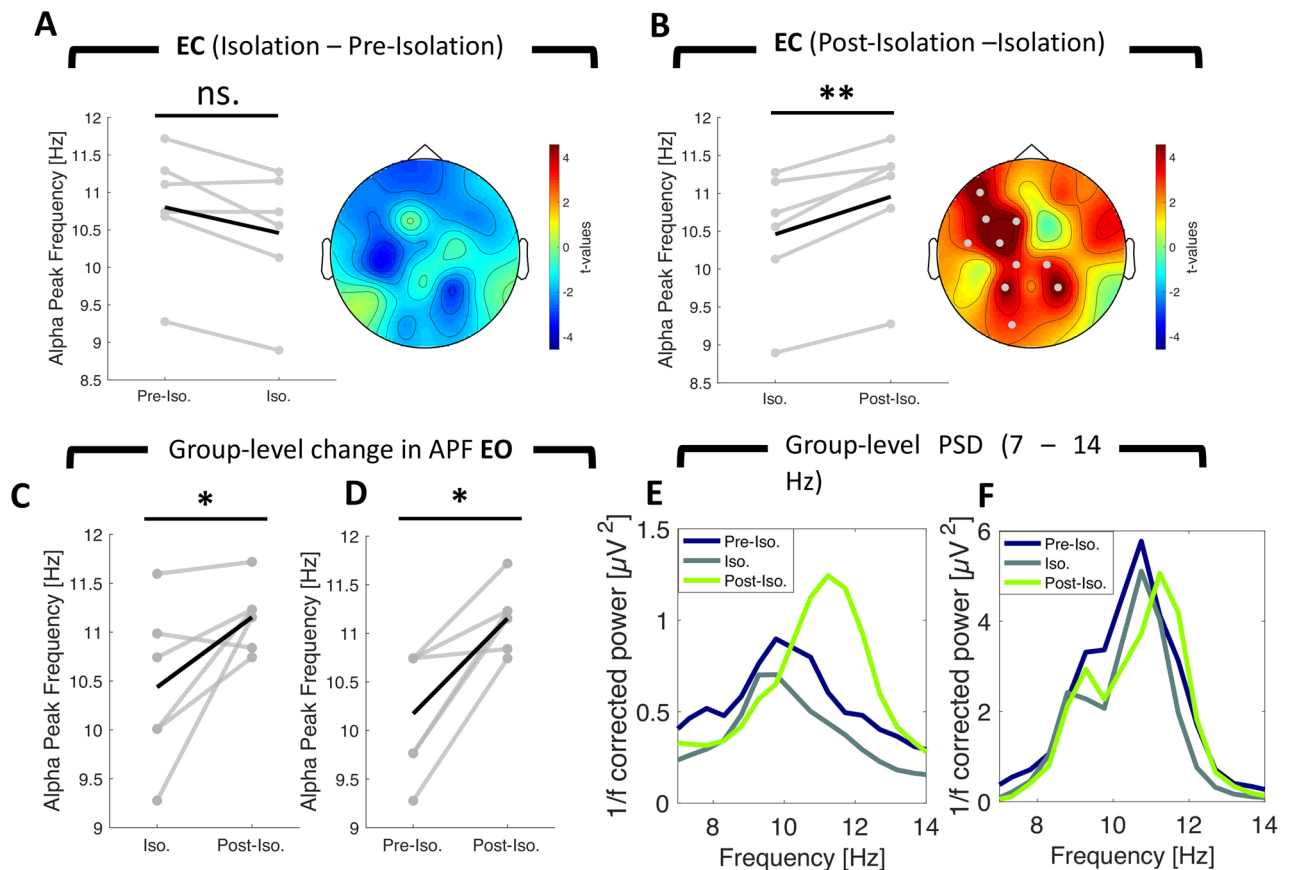 A
EC (Isolation – Pre-Isolation)
ns.
Alpha Peak Frequency [Hz]
12
11.5
11
10.5
10
9.5
9
8.5
Pre-Iso.
Iso.
4
2
0
-2
-4
t-values
B
EC (Post-Isolation –Isolation)
**
Alpha Peak Frequency [Hz]
12
11.5
11
10.5
10
9.5
9
8.5
Iso.
Post-Iso.
4
2
0
-2
-4
t-values
Group-level change in APF EO
C
*
Alpha Peak Frequency [Hz]
12
11.5
11
10.5
10
9.5
9
Iso.
Post-Iso.
D
*
Alpha Peak Frequency [Hz]
12
11.5
11
10.5
10
9.5
9
Pre-Iso.
Post-Iso.
Group-level PSD (7 – 14
Hz)
E
1/f corrected power [µV²]
1.5
1
0.5
0
Pre-Iso.
Iso.
Post-Iso.
8
10
12
14
Frequency [Hz]
F
1/f corrected power [µV²]
6
4
2
0
Pre-Iso.
Iso.
Post-Iso.
8
10
12
14
Frequency [Hz]